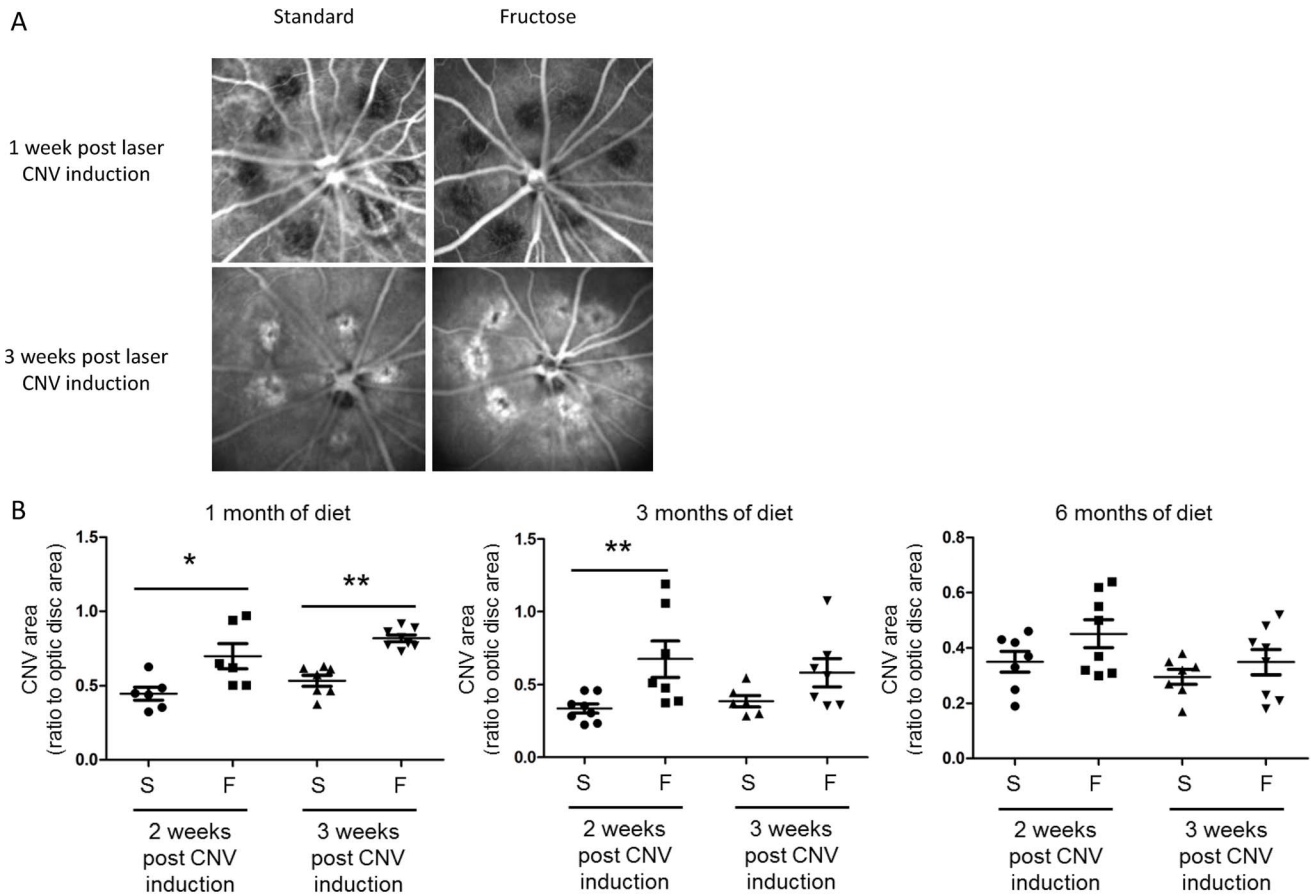 A
Standard
Fructose
1 week post laser
CNV induction
3 weeks post laser
CNV induction
B
1 month of diet
CNV area
(ratio to optic disc area)
1.5
1.0
0.5
0.0
*
**
S
F
S
F
2 weeks
post CNV
induction
3 weeks
post CNV
induction
3 months of diet
CNV area
(ratio to optic disc area)
1.5
1.0
0.5
0.0
**
S
F
S
F
2 weeks
post CNV
induction
3 weeks
post CNV
induction
6 months of diet
CNV area
(ratio to optic disc area)
0.8
0.6
0.4
0.2
0.0
S
F
S
F
2 weeks
post CNV
induction
3 weeks
post CNV
induction